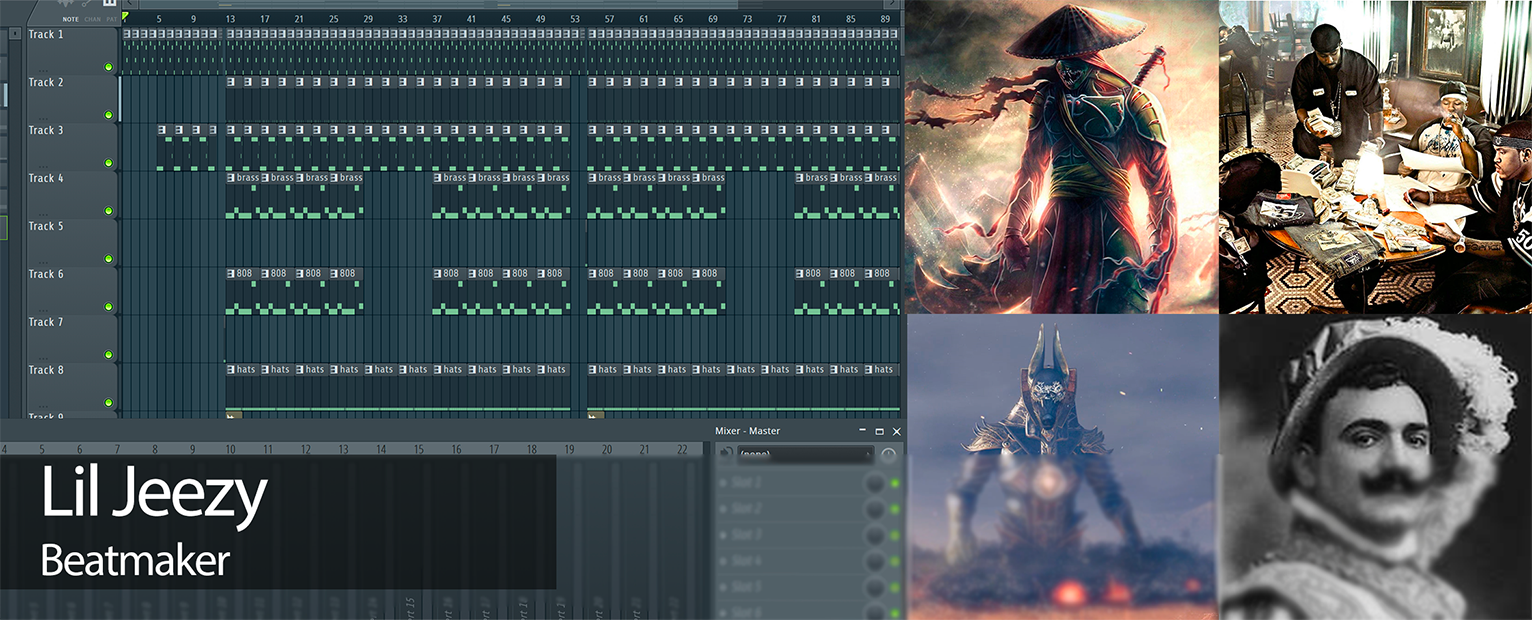 NOTE CHAN PAT
5 9 13 17 21 25 29 33 37 41 45 49 53 57 61 65 69 73 77 81 85 89
Track 1
Track 2
Track 3
Track 4
brass brass brass brass brass brass brass brass brass brass brass brass brass brass brass
Track 5
Track 6
808 808 808 808 808 808 808 808 808 808 808 808 808 808 808
Track 7
Track 8
hats hats hats hats hats hats hats hats hats hats hats hats hats hats hats hats hats hats hats
Track 9
Mixer - Master
4 5 6 7 8 9 10 11 12 13 14 15 16 17 18 19 20 21 22
(none)
Slot 1
Slot 2
Slot 3
Slot 4
Slot 5
Slot 6
Lil Jeezy
Beatmaker
50